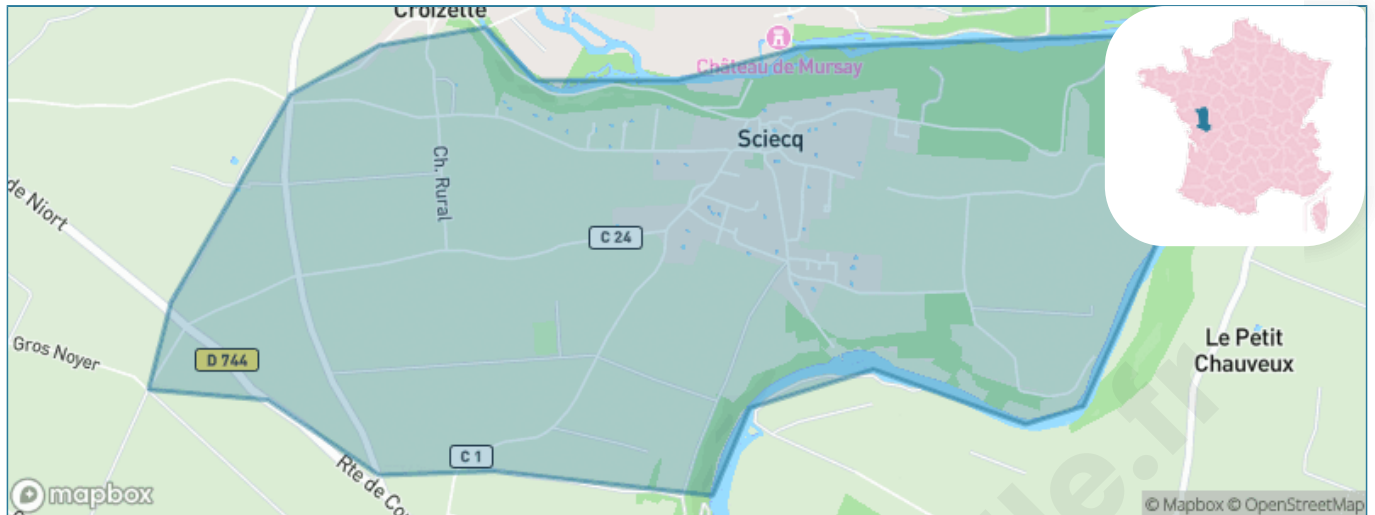 Croizette
Château de Mursay
Sciecq
Ch. Rural
de Niort
C 24
Le Petit
Chauveux
Gros Noyer
D 744
C 1
Rte de Co
mapbox
© Mapbox © OpenStreetMap